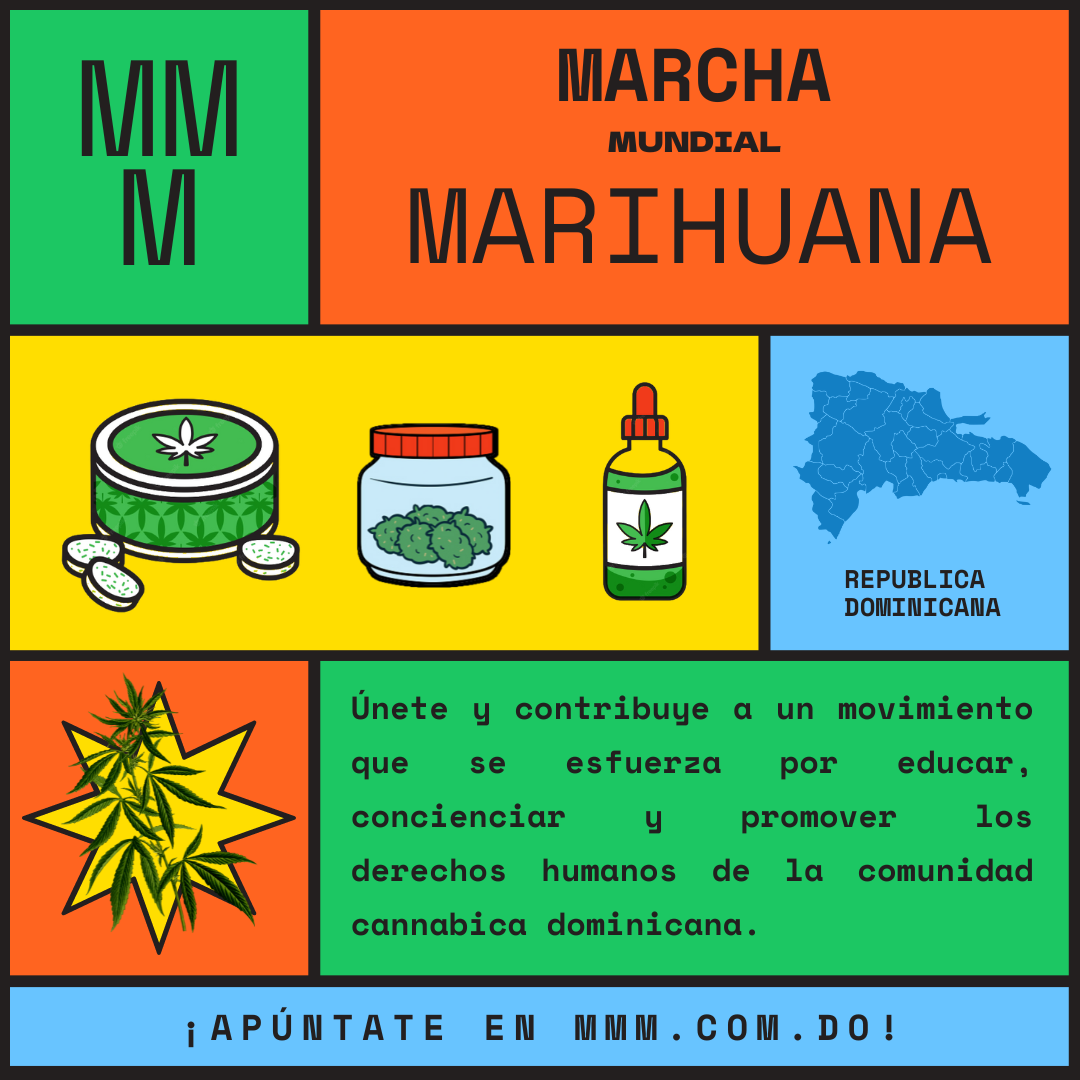 MM
M
MARCHA
MUNDIAL
MARIHUANA
REPUBLICA
DOMINICANA
Únete y contribuye a un movimiento
que se esfuerza por educar,
concienciar y promover los
derechos humanos de la comunidad
cannabica dominicana.
¡APÚNTATE EN MMM.COM.DO!